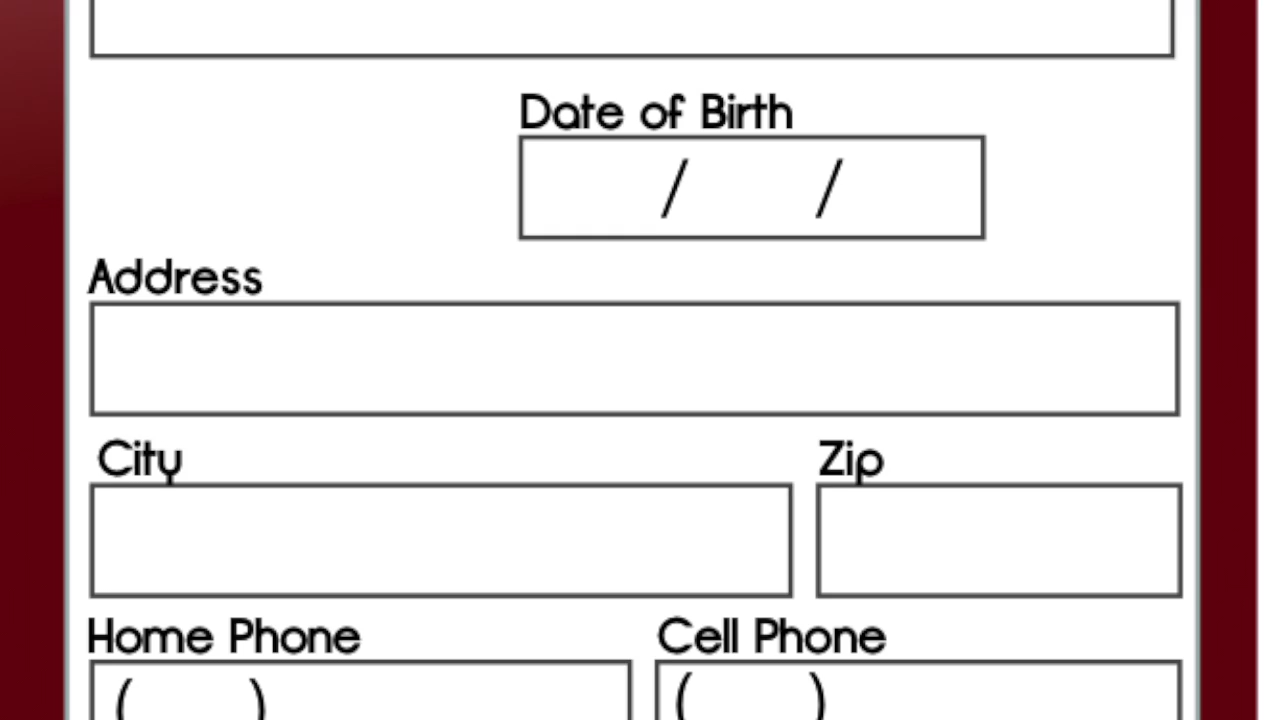 Date of Birth
/ /
Address
City Zip
Home Phone Cell Phone
( ) ( )